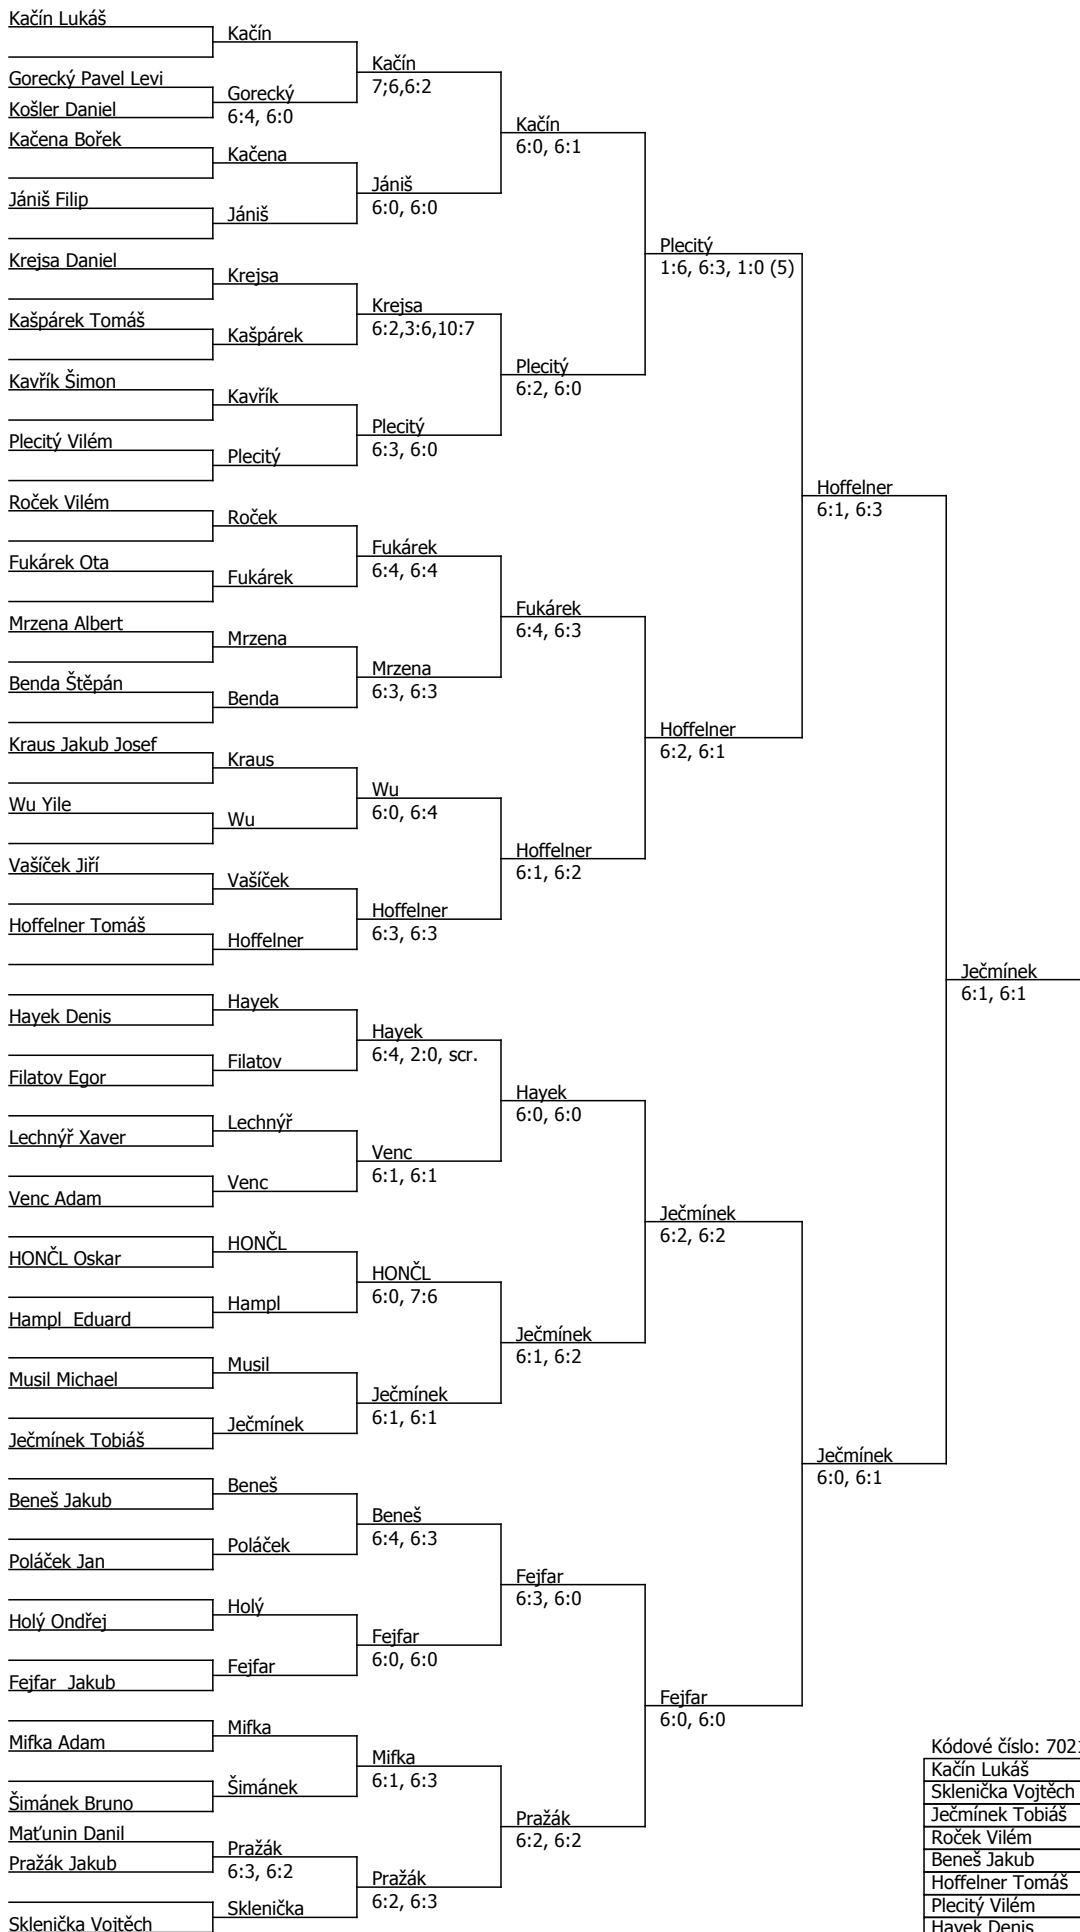 Kačín Lukáš
Gorecký Pavel Levi
Košler Daniel
Kačena Bořek
Jániš Filip
Krejsa Daniel
Kašpárek Tomáš
Kavřík Šimon
Plecitý Vilém
Roček Vilém
Fukárek Ota
Mrzena Albert
Benda Štěpán
Kraus Jakub Josef
Wu Yile
Vašíček Jiří
Hoffelner Tomáš
Hayek Denis
Filatov Egor
Lechnýř Xaver
Venc Adam
HONČL Oskar
Hampl  Eduard
Musil Michael
Ječmínek Tobiáš
Beneš Jakub
Poláček Jan
Holý Ondřej
Fejfar  Jakub
Mifka Adam
Šimánek Bruno
Maťunin Danil
Pražák Jakub
Sklenička Vojtěch
Kačín
Gorecký
6:4, 6:0
Kačena
Jániš
Krejsa
Kašpárek
Kavřík
Plecitý
Roček
Fukárek
Mrzena
Benda
Kraus
Wu
Vašíček
Hoffelner
Hayek
Filatov
Lechnýř
Venc
HONČL
Hampl
Musil
Ječmínek
Beneš
Poláček
Holý
Fejfar
Mifka
Šimánek
Pražák
6:3, 6:2
Sklenička
Kačín
7;6,6:2
Jániš
6:0, 6:0
Krejsa
6:2,3:6,10:7
Plecitý
6:3, 6:0
Fukárek
6:4, 6:4
Mrzena
6:3, 6:3
Wu
6:0, 6:4
Hoffelner
6:3, 6:3
Hayek
6:4, 2:0, scr.
Venc
6:1, 6:1
HONČL
6:0, 7:6
Ječmínek
6:1, 6:1
Beneš
6:4, 6:3
Fejfar
6:0, 6:0
Mifka
6:1, 6:3
Pražák
6:2, 6:3
Kačín
6:0, 6:1
Plecitý
6:2, 6:0
Fukárek
6:4, 6:3
Hoffelner
6:1, 6:2
Hayek
6:0, 6:0
Ječmínek
6:1, 6:2
Fejfar
6:3, 6:0
Pražák
6:2, 6:2
Plecitý
1:6, 6:3, 1:0 (5)
Hoffelner
6:2, 6:1
Ječmínek
6:2, 6:2
Fejfar
6:0, 6:0
Hoffelner
6:1, 6:3
Ječmínek
6:0, 6:1
Ječmínek
6:1, 6:1
Kódové číslo: 702
Kačín Lukáš
Sklenička Vojtěch
Ječmínek Tobiáš
Roček Vilém
Beneš Jakub
Hoffelner Tomáš
Plecitý Vilém
Hayek Denis